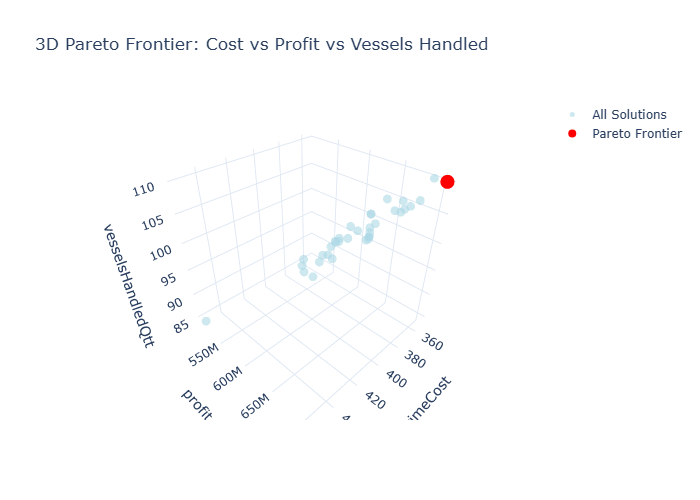 3D Pareto Frontier: Cost vs Profit vs Vessels Handled
All Solutions
Pareto Frontier
110
105
100
95
90
85
vesselsHandledQtt
550M
600M
650M
profit
360
380
400
420
imeCost